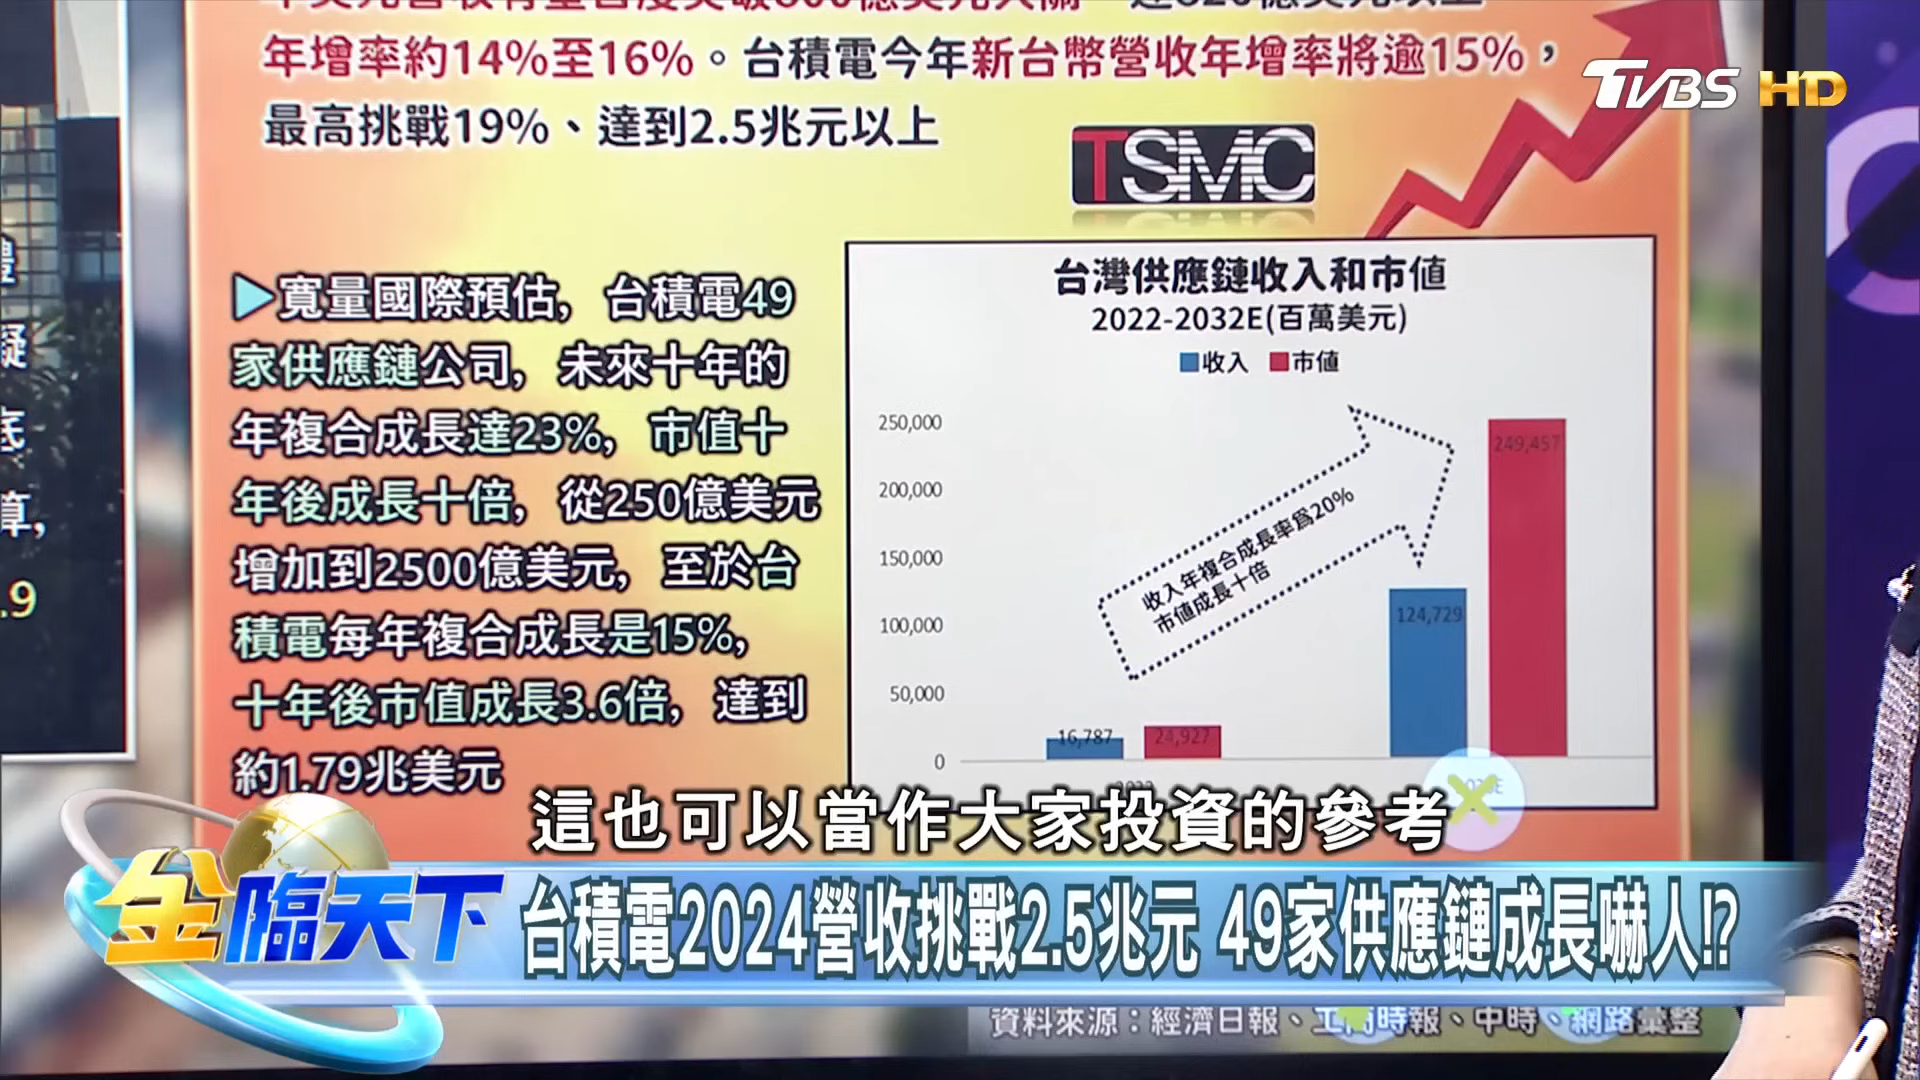 年增率約14%至16%。台積電今年新台幣營收年增率將逾15%，
最高挑戰19%、達到2.5兆元以上
TVBS HD
TSMC
▶寬量國際預估，台積電49
家供應鏈公司，未來十年的
年複合成長達23%，市值十
年後成長十倍，從250億美元
增加到2500億美元，至於台
積電每年複合成長是15%，
十年後市值成長3.6倍，達到
約1.79兆美元
台灣供應鏈收入和市值
2022-2032E(百萬美元)
收入 市值
250,000
200,000
150,000
100,000
50,000
0
收入年複合成長率為20%
市值成長十倍
16,787
24,927
124,729
249,457
.9
這也可以當作大家投資的參考
金臨天下
台積電2024營收挑戰2.5兆元 49家供應鏈成長嚇人!?
資料來源：經濟日報、工商時報、中時、網路彙整